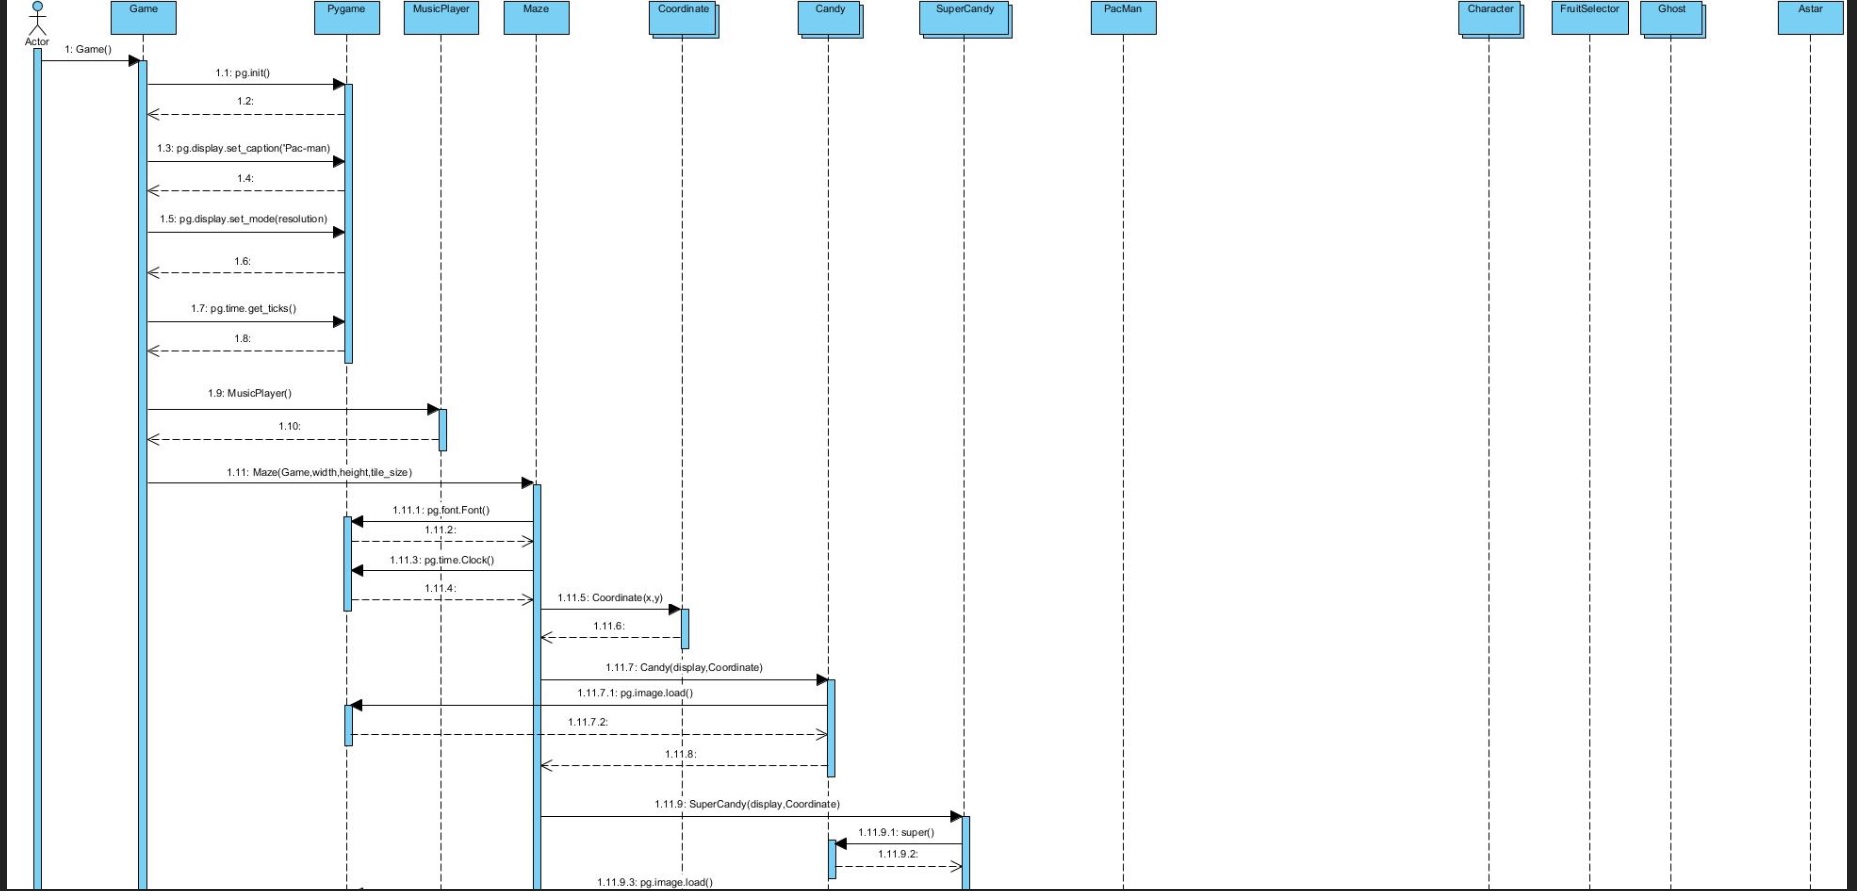 Game
Pygame
MusicPlayer
Maze
Coordinate
Candy
SuperCandy
PacMan
Character
FruitSelector
Ghost
Astar
Actor
1: Game()
1.1: pg.init()
1.2:
1.3: pg.display.set_caption('Pac-man)
1.4:
1.5: pg.display.set_mode(resolution)
1.6:
1.7: pg.time.get_ticks()
1.8:
1.9: MusicPlayer()
1.10:
1.11: Maze(Game,width,height,tile_size)
1.11.1: pg.font.Font()
1.11.2:
1.11.3: pg.time.Clock()
1.11.4:
1.11.5: Coordinate(x,y)
1.11.6:
1.11.7: Candy(display,Coordinate)
1.11.7.1: pg.image.load()
1.11.7.2:
1.11.8:
1.11.9: SuperCandy(display,Coordinate)
1.11.9.1: super()
1.11.9.2:
1.11.9.3: pg.image.load()